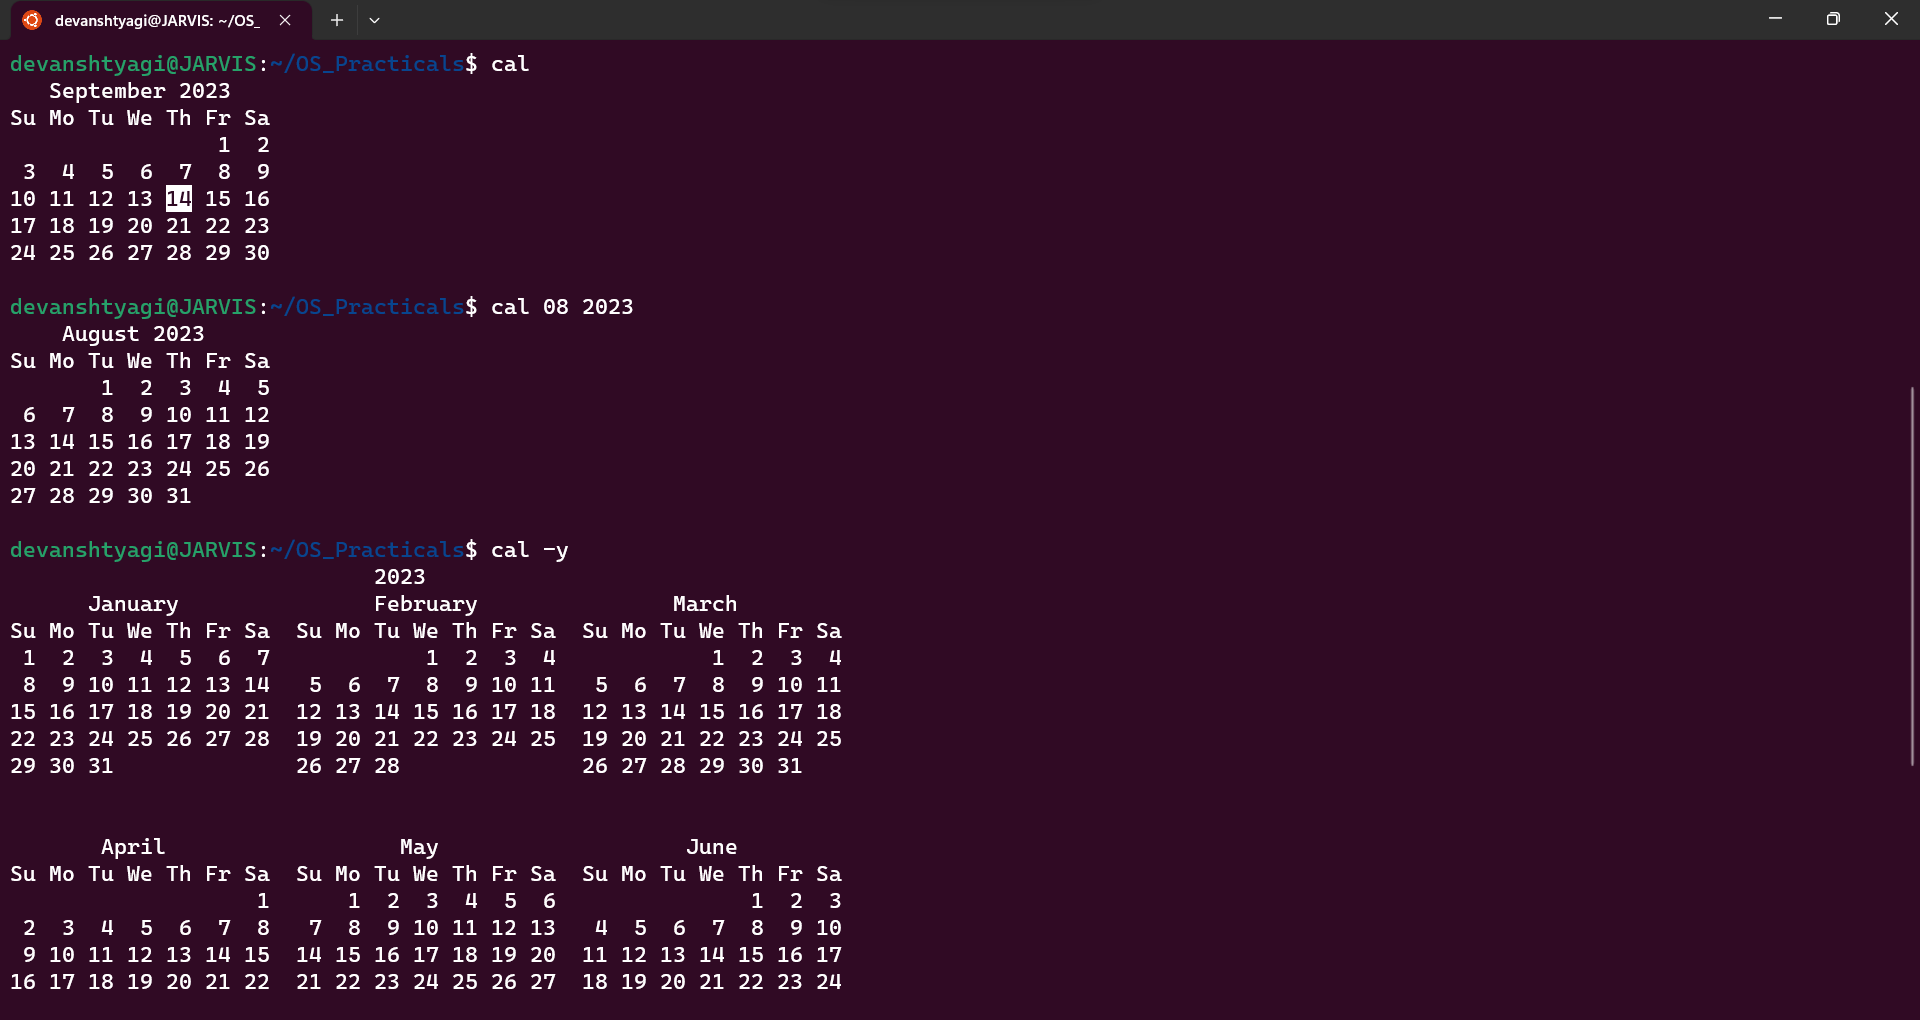 devanshtyagi@JARVIS: ~/OS_
devanshtyagi@JARVIS:~/OS_Practicals$ cal
   September 2023
Su Mo Tu We Th Fr Sa
                1  2
 3  4  5  6  7  8  9
10 11 12 13 14 15 16
17 18 19 20 21 22 23
24 25 26 27 28 29 30
devanshtyagi@JARVIS:~/OS_Practicals$ cal 08 2023
    August 2023
Su Mo Tu We Th Fr Sa
       1  2  3  4  5
 6  7  8  9 10 11 12
13 14 15 16 17 18 19
20 21 22 23 24 25 26
27 28 29 30 31
devanshtyagi@JARVIS:~/OS_Practicals$ cal -y
                            2023
      January               February               March
Su Mo Tu We Th Fr Sa  Su Mo Tu We Th Fr Sa  Su Mo Tu We Th Fr Sa
 1  2  3  4  5  6  7            1  2  3  4            1  2  3  4
 8  9 10 11 12 13 14   5  6  7  8  9 10 11   5  6  7  8  9 10 11
15 16 17 18 19 20 21  12 13 14 15 16 17 18  12 13 14 15 16 17 18
22 23 24 25 26 27 28  19 20 21 22 23 24 25  19 20 21 22 23 24 25
29 30 31              26 27 28              26 27 28 29 30 31
       April                  May                   June
Su Mo Tu We Th Fr Sa  Su Mo Tu We Th Fr Sa  Su Mo Tu We Th Fr Sa
                   1      1  2  3  4  5  6               1  2  3
 2  3  4  5  6  7  8   7  8  9 10 11 12 13   4  5  6  7  8  9 10
 9 10 11 12 13 14 15  14 15 16 17 18 19 20  11 12 13 14 15 16 17
16 17 18 19 20 21 22  21 22 23 24 25 26 27  18 19 20 21 22 23 24